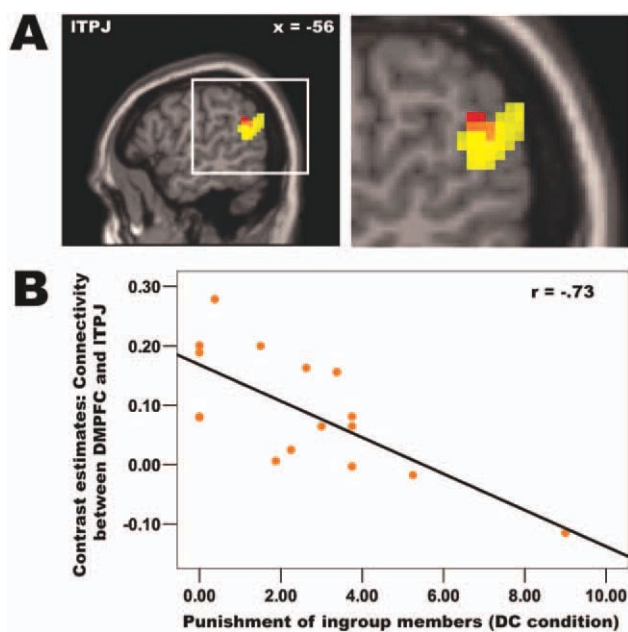 A
lTPJ
x = -56
B
r = -.73
Contrast estimates: Connectivity
between DMPFC and lTPJ
0.30
0.20
0.10
0.00
-0.10
0.00
2.00
4.00
6.00
8.00
10.00
Punishment of ingroup members (DC condition)